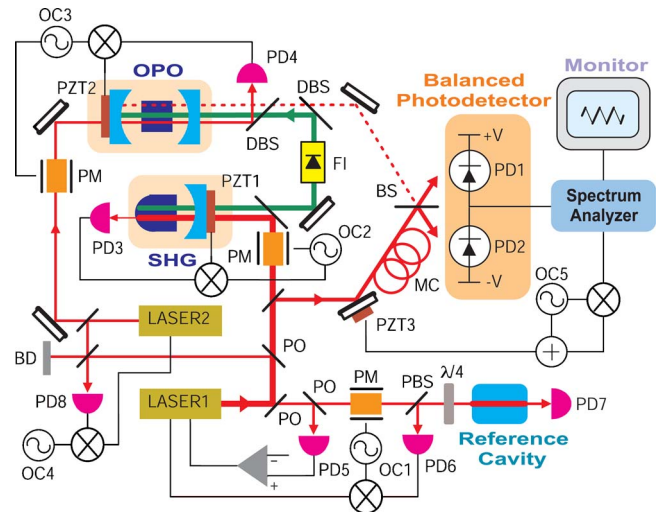 OC3
PZT2
OPO
PD4
DBS
DBS
FI
PM
PZT1
PD3
SHG
PM
OC2
BS
MC
PZT3
Balanced
Photodetector
+V
PD1
PD2
-V
Monitor
Spectrum
Analyzer
OC5
+
LASER2
BD
PO
PD8
OC4
LASER1
PO
PO
PM
PBS
λ/4
PD7
Reference
Cavity
-
+
PD5
OC1
PD6